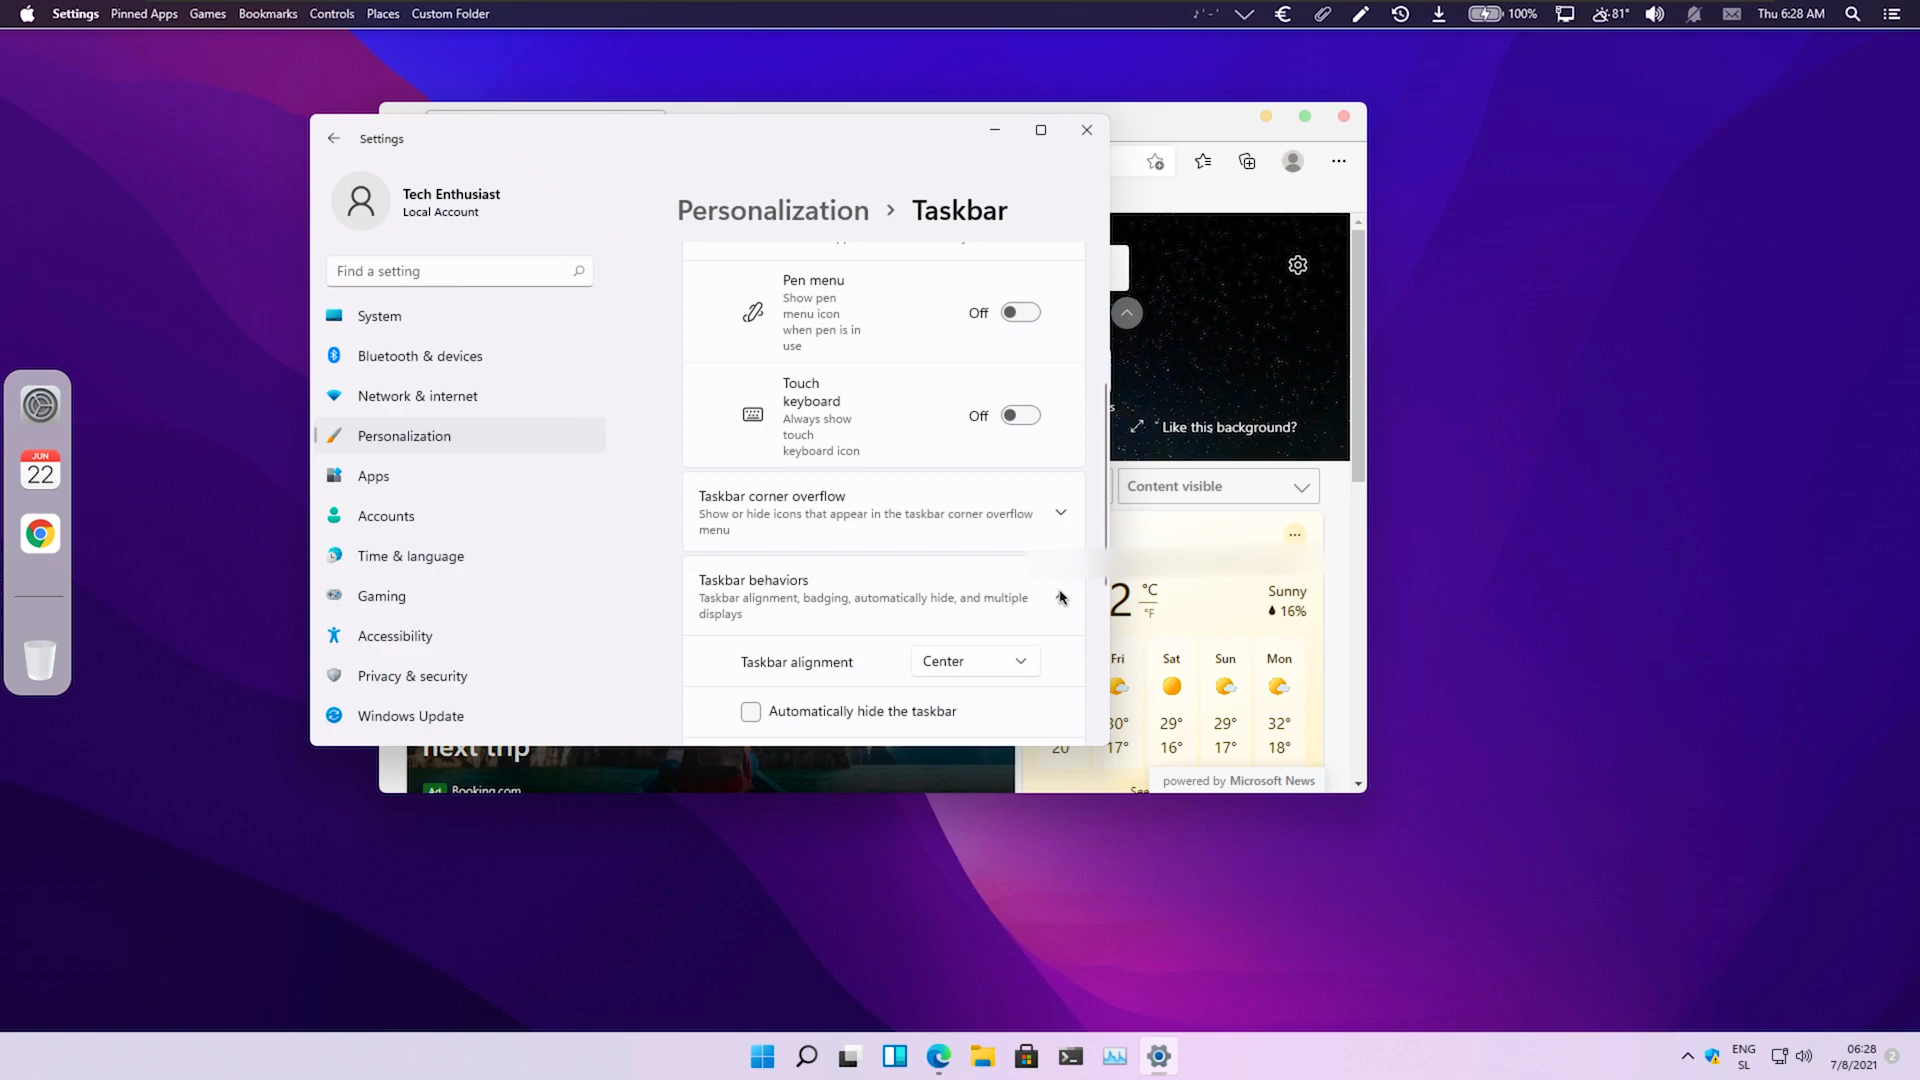 Settings Pinned Apps Games Bookmarks Controls Places Custom Folder
100% 81° Thu 6:28 AM
Settings
Tech Enthusiast
Local Account
Find a setting
System
Bluetooth & devices
Network & internet
Personalization
Apps
Accounts
Time & language
Gaming
Accessibility
Privacy & security
Windows Update
Personalization › Taskbar
Pen menu
Show pen
menu icon
when pen is in
use
Off
Touch
keyboard
Always show
touch
keyboard icon
Off
Taskbar corner overflow
Show or hide icons that appear in the taskbar corner overflow
menu
Taskbar behaviors
Taskbar alignment, badging, automatically hide, and multiple
displays
Taskbar alignment
Center
Automatically hide the taskbar
s
Like this background?
Content visible
2 °C
°F
Sunny
16%
Fri Sat Sun Mon
30° 29° 29° 32°
20 17° 16° 17° 18°
powered by Microsoft News
See
next trip
Ad Booking.com
JUN
22
ENG
SL
06:28
7/8/2021
2